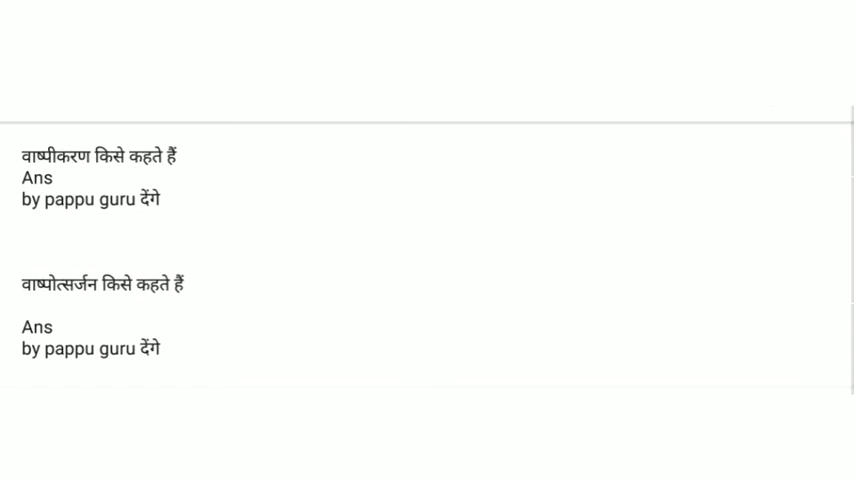 वाष्पीकरण किसे कहते हैं
Ans
by pappu guru देंगे
वाष्पोत्सर्जन किसे कहते हैं
Ans
by pappu guru देंगे